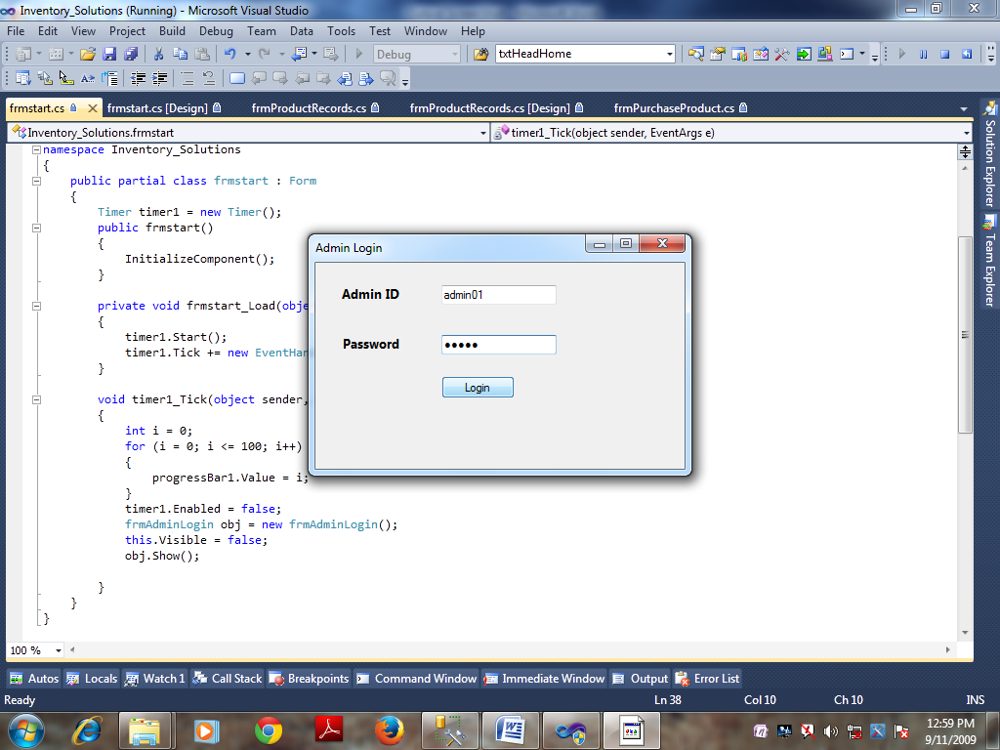 Inventory_Solutions (Running) - Microsoft Visual Studio
File Edit View Project Build Debug Team Data Tools Test Window Help
Debug txtHeadHome
frmstart.cs frmstart.cs [Design] frmProductRecords.cs frmProductRecords.cs [Design] frmPurchaseProduct.cs
Inventory_Solutions.frmstart timer1_Tick(object sender, EventArgs e)
namespace Inventory_Solutions
{
public partial class frmstart : Form
{
Timer timer1 = new Timer();
public frmstart()
{
InitializeComponent();
}
private void frmstart_Load(obje
{
timer1.Start();
timer1.Tick += new EventHan
}
void timer1_Tick(object sender,
{
int i = 0;
for (i = 0; i <= 100; i++)
{
progressBar1.Value = i;
}
timer1.Enabled = false;
frmAdminLogin obj = new frmAdminLogin();
this.Visible = false;
obj.Show();
}
}
}
Admin Login
Admin ID admin01
Password •••••
Login
Solution Explorer
Team Explorer
100 %
Autos Locals Watch 1 Call Stack Breakpoints Command Window Immediate Window Output Error List
Ready Ln 38 Col 10 Ch 10 INS
12:59 PM
9/11/2009